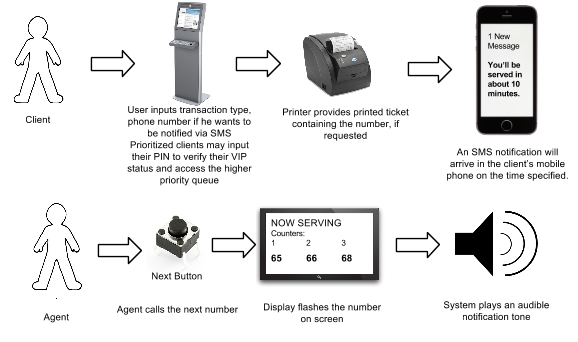 1 New
Message
You'll be
served in
about 10
minutes.
Client
User inputs transaction type,
phone number if he wants to
be notified via SMS
Prioritized clients may input
their PIN to verify their VIP
status and access the higher
priority queue
Printer provides printed ticket
containing the number, if
requested
An SMS notification will
arrive in the client's mobile
phone on the time specified.
NOW SERVING
Counters:
1 2 3
65 66 68
Next Button
Agent
Agent calls the next number
Display flashes the number
on screen
System plays an audible
notification tone